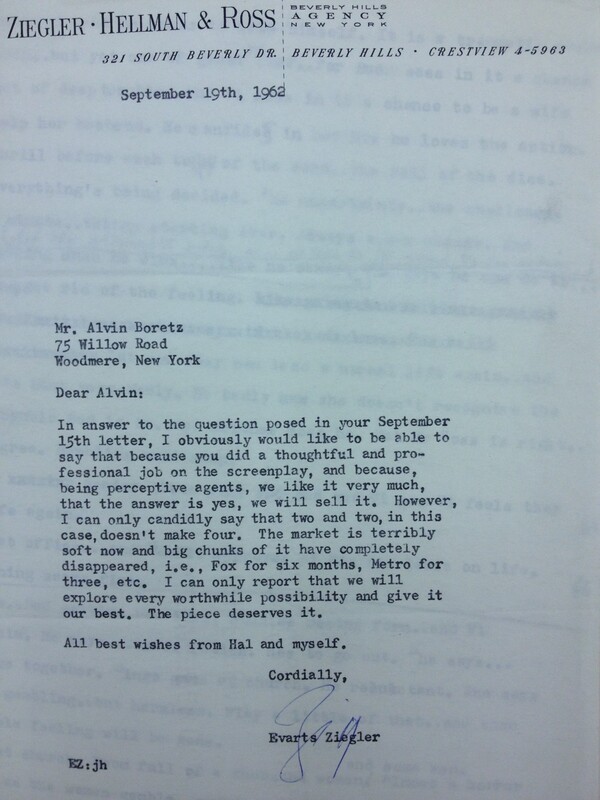 ZIEGLER · HELLMAN & ROSS
BEVERLY HILLS
AGENCY
NEW YORK
321 SOUTH BEVERLY DR. BEVERLY HILLS · CRESTVIEW 4-5963
September 19th, 1962
Mr. Alvin Boretz
75 Willow Road
Woodmere, New York
Dear Alvin:
In answer to the question posed in your September
15th letter, I obviously would like to be able to
say that because you did a thoughtful and pro-
fessional job on the screenplay, and because,
being perceptive agents, we like it very much,
that the answer is yes, we will sell it. However,
I can only candidly say that two and two, in this
case, doesn't make four. The market is terribly
soft now and big chunks of it have completely
disappeared, i.e., Fox for six months, Metro for
three, etc. I can only report that we will
explore every worthwhile possibility and give it
our best. The piece deserves it.
All best wishes from Hal and myself.
Cordially,
Evarts Ziegler
EZ:jh